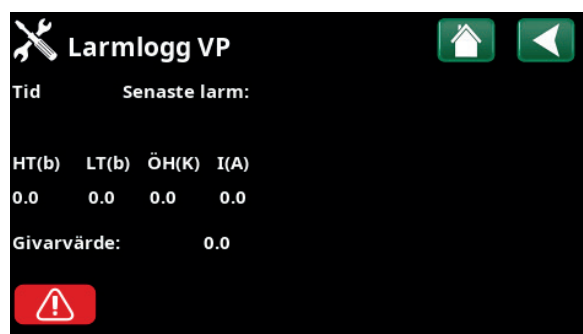 Larmlogg VP
Tid Senaste larm:
HT(b) LT(b) ÖH(K) I(A)
0.0 0.0 0.0 0.0
Givarvärde: 0.0